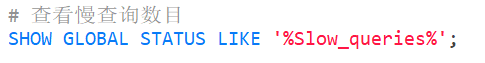 # 查看慢查询数目
SHOW GLOBAL STATUS LIKE '%Slow_queries%';